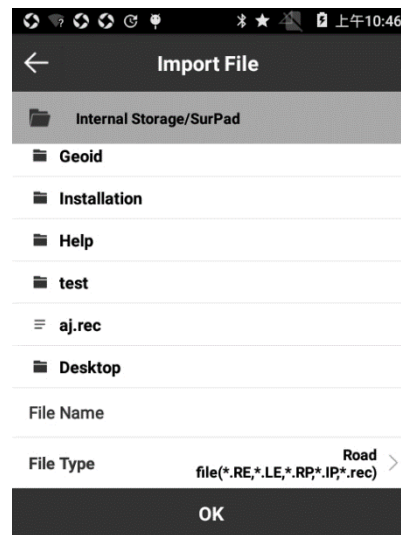 上午10:46
Import File
Internal Storage/SurPad
Geoid
Installation
Help
test
aj.rec
Desktop
File Name
File Type
Road
file(*.RE,*.LE,*.RP,*.IP,*.rec)
OK